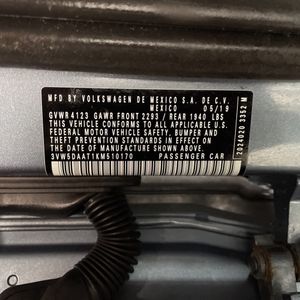 MFD BY VOLKSWAGEN DE MEXICO S.A. DE C.V.
MEXICO 05/19
GVWR 4123 GAWR FRONT 2293 / REAR 1940 LBS
THIS VEHICLE CONFORMS TO ALL APPLICABLE U.S.
FEDERAL MOTOR VEHICLE SAFETY, BUMPER AND
THEFT PREVENTION STANDARDS IN EFFECT ON THE
DATE OF MANUFACTURE SHOWN ABOVE
3VW5DAAT1KM510170 PASSENGER CAR
2024020 3352 M